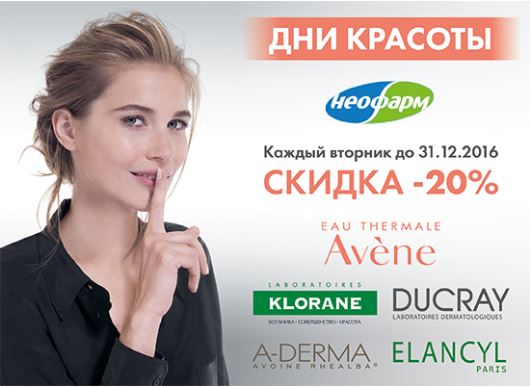 ДНИ КРАСОТЫ
НЕОФАРМ
Каждый вторник до 31.12.2016
СКИДКА -20%
EAU THERMALE
Avène
LABORATOIRES
KLORANE
БОТАНИКА • СОВЕРШЕНСТВО • КРАСОТА
DUCRAY
LABORATOIRES DERMATOLOGIQUES
A-DERMA
AVOINE RHEALBA®
ELANCYL
PARIS